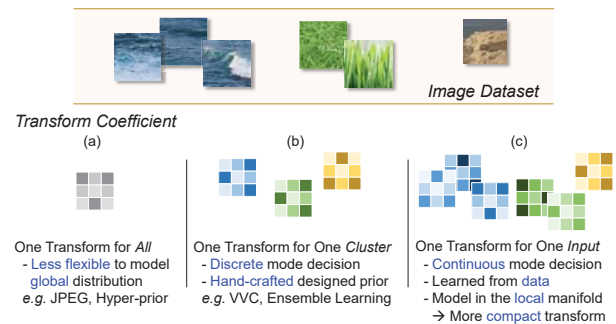 Image Dataset
Transform Coefficient
(a)
(b)
(c)
One Transform for All
- Less flexible to model
global distribution
e.g. JPEG, Hyper-prior
One Transform for One Cluster
- Discrete mode decision
- Hand-crafted designed prior
e.g. VVC, Ensemble Learning
One Transform for One Input
- Continuous mode decision
- Learned from data
- Model in the local manifold
→ More compact transform